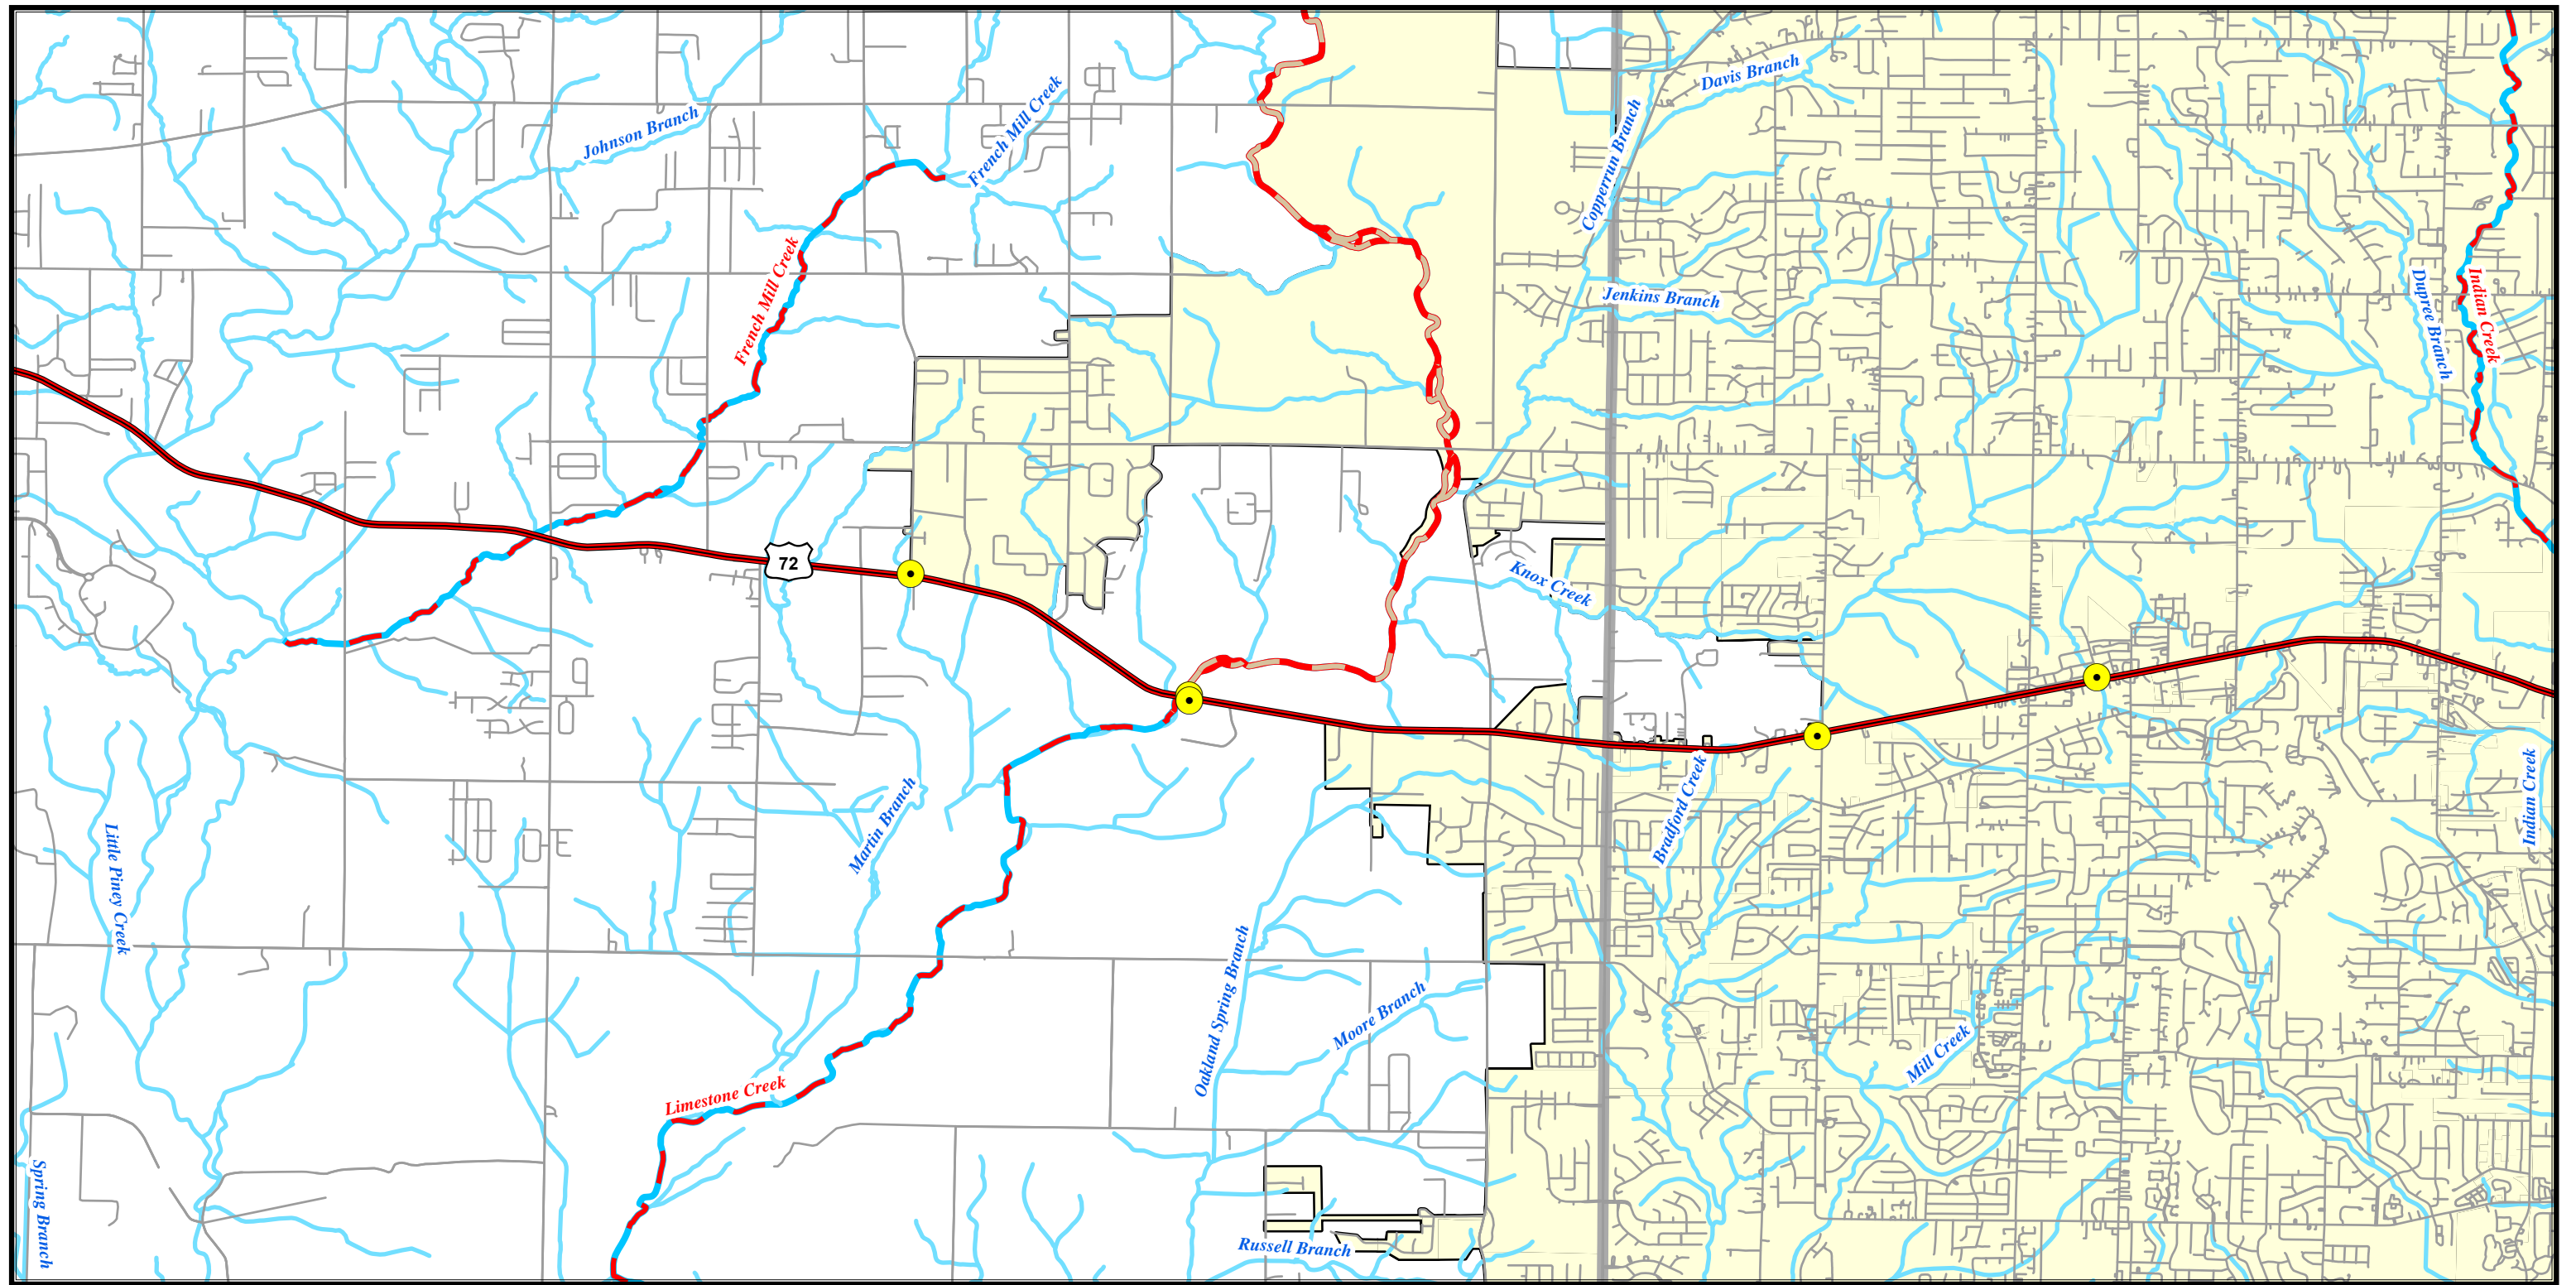 Davis Branch
Johnson Branch
French Mill Creek
Copperrun Branch
French Mill Creek
Jenkins Branch
Dupree Branch
Indian Creek
72
Knox Creek
Indian Creek
Bradford Creek
Martin Branch
Little Piney Creek
Oakland Spring Branch
Moore Branch
Mill Creek
Limestone Creek
Spring Branch
Russell Branch